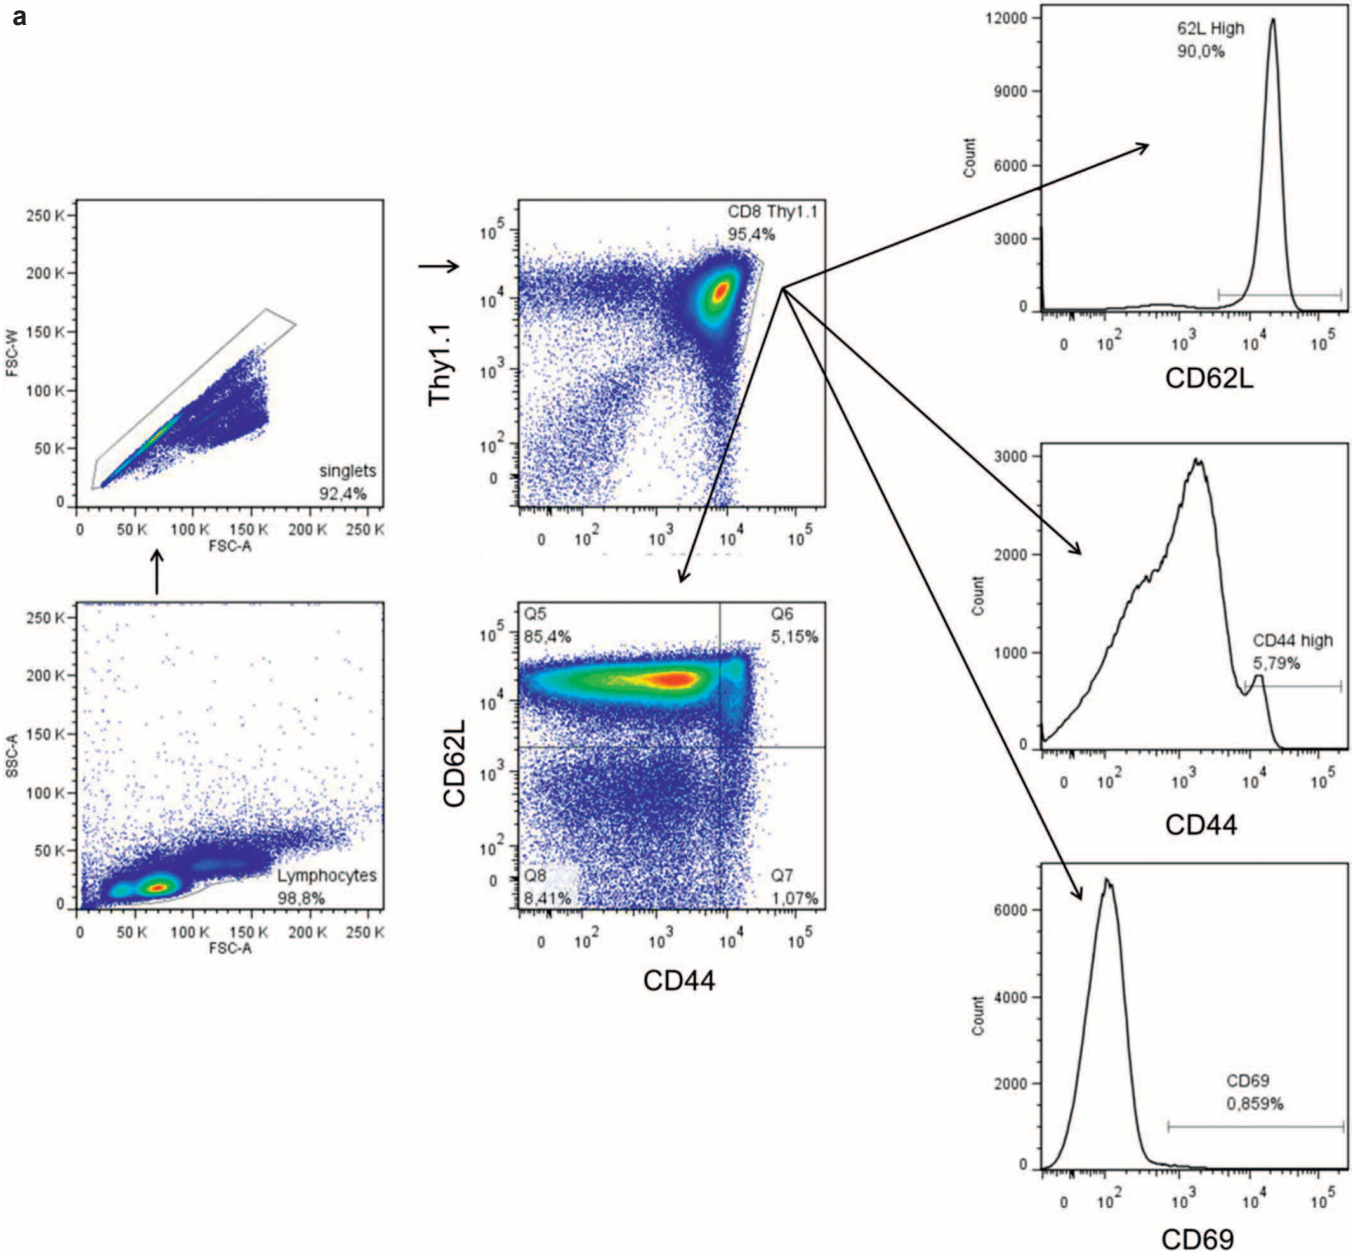 a
250 K
200 K
150 K
100 K
50 K
0
FSC-W
singlets
92,4%
0 50 K 100 K 150 K 200 K 250 K
FSC-A
250 K
200 K
150 K
100 K
50 K
0
SSC-A
Lymphocytes
98,8%
0 50 K 100 K 150 K 200 K 250 K
FSC-A
CD8 Thy1.1
95,4%
10^5
10^4
10^3
10^2
0
Thy1.1
0 10^2 10^3 10^4 10^5
Q5
85,4%
Q6
5,15%
10^5
10^4
10^3
10^2
0
CD62L
Q8
8,41%
Q7
1,07%
0 10^2 10^3 10^4 10^5
CD44
12000
9000
6000
3000
0
Count
62L High
90,0%
0 10^2 10^3 10^4 10^5
CD62L
3000
2000
1000
0
Count
CD44 high
5,79%
0 10^2 10^3 10^4 10^5
CD44
6000
4000
2000
0
Count
CD69
0,859%
0 10^2 10^3 10^4 10^5
CD69